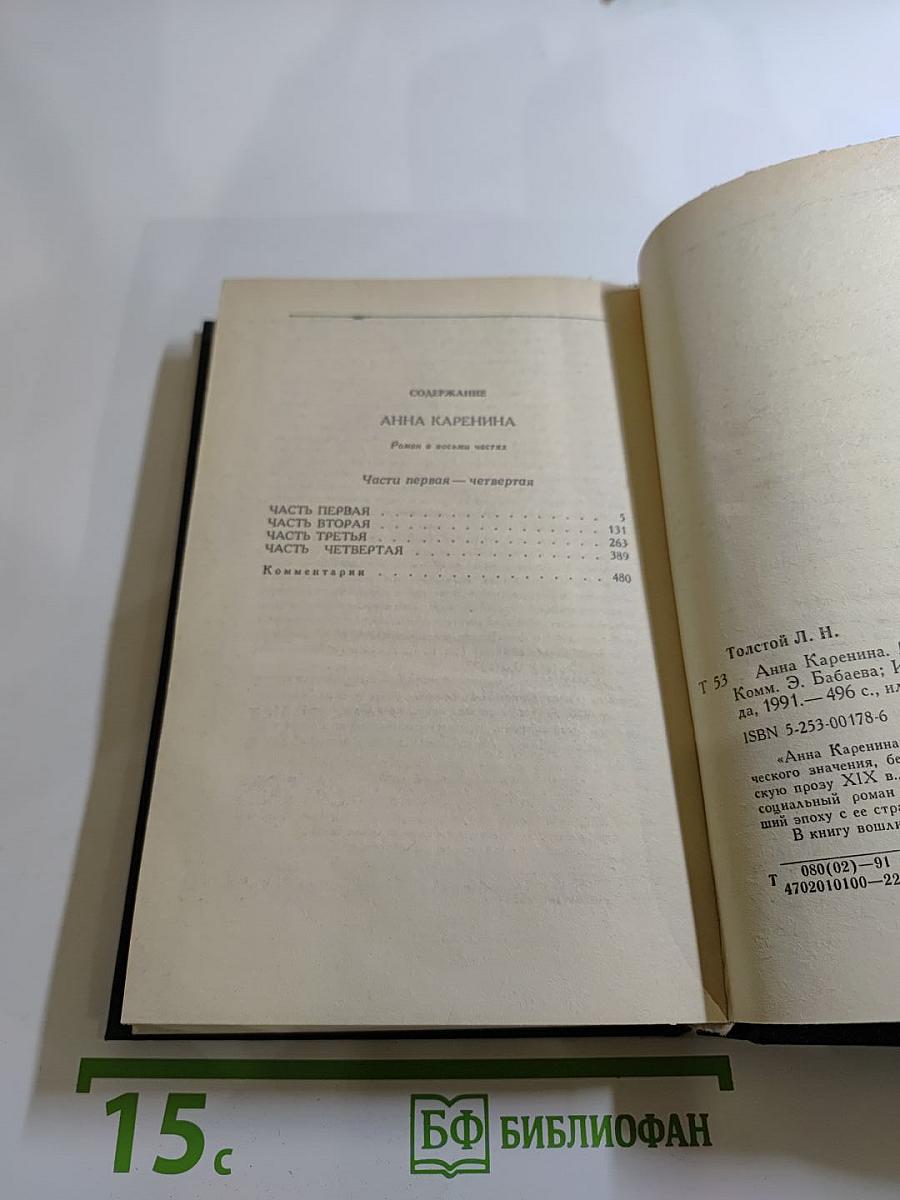 СОДЕРЖАНИЕ
АННА КАРЕНИНА
Роман в восьми частях
Части первая — четвертая
ЧАСТЬ ПЕРВАЯ . . . . . . . . . . . . . . . . 5
ЧАСТЬ ВТОРАЯ . . . . . . . . . . . . . . . . 131
ЧАСТЬ ТРЕТЬЯ . . . . . . . . . . . . . . . . 263
ЧАСТЬ ЧЕТВЕРТАЯ . . . . . . . . . . . . . 389
Комментарии . . . . . . . . . . . . . . . . 480
Толстой Л. Н.
Т 53 Анна Каренина.
Комм. Э. Бабаева;
да, 1991.— 496 с., ил
ISBN 5-253-00178-6
«Анна Каренина
ческого значения, бе
скую прозу XIX в.
социальный роман
ший эпоху с ее стра
В книгу вошли
Т 080(02)—91
4702010100—22
15 с
БФ БИБЛИОФАН